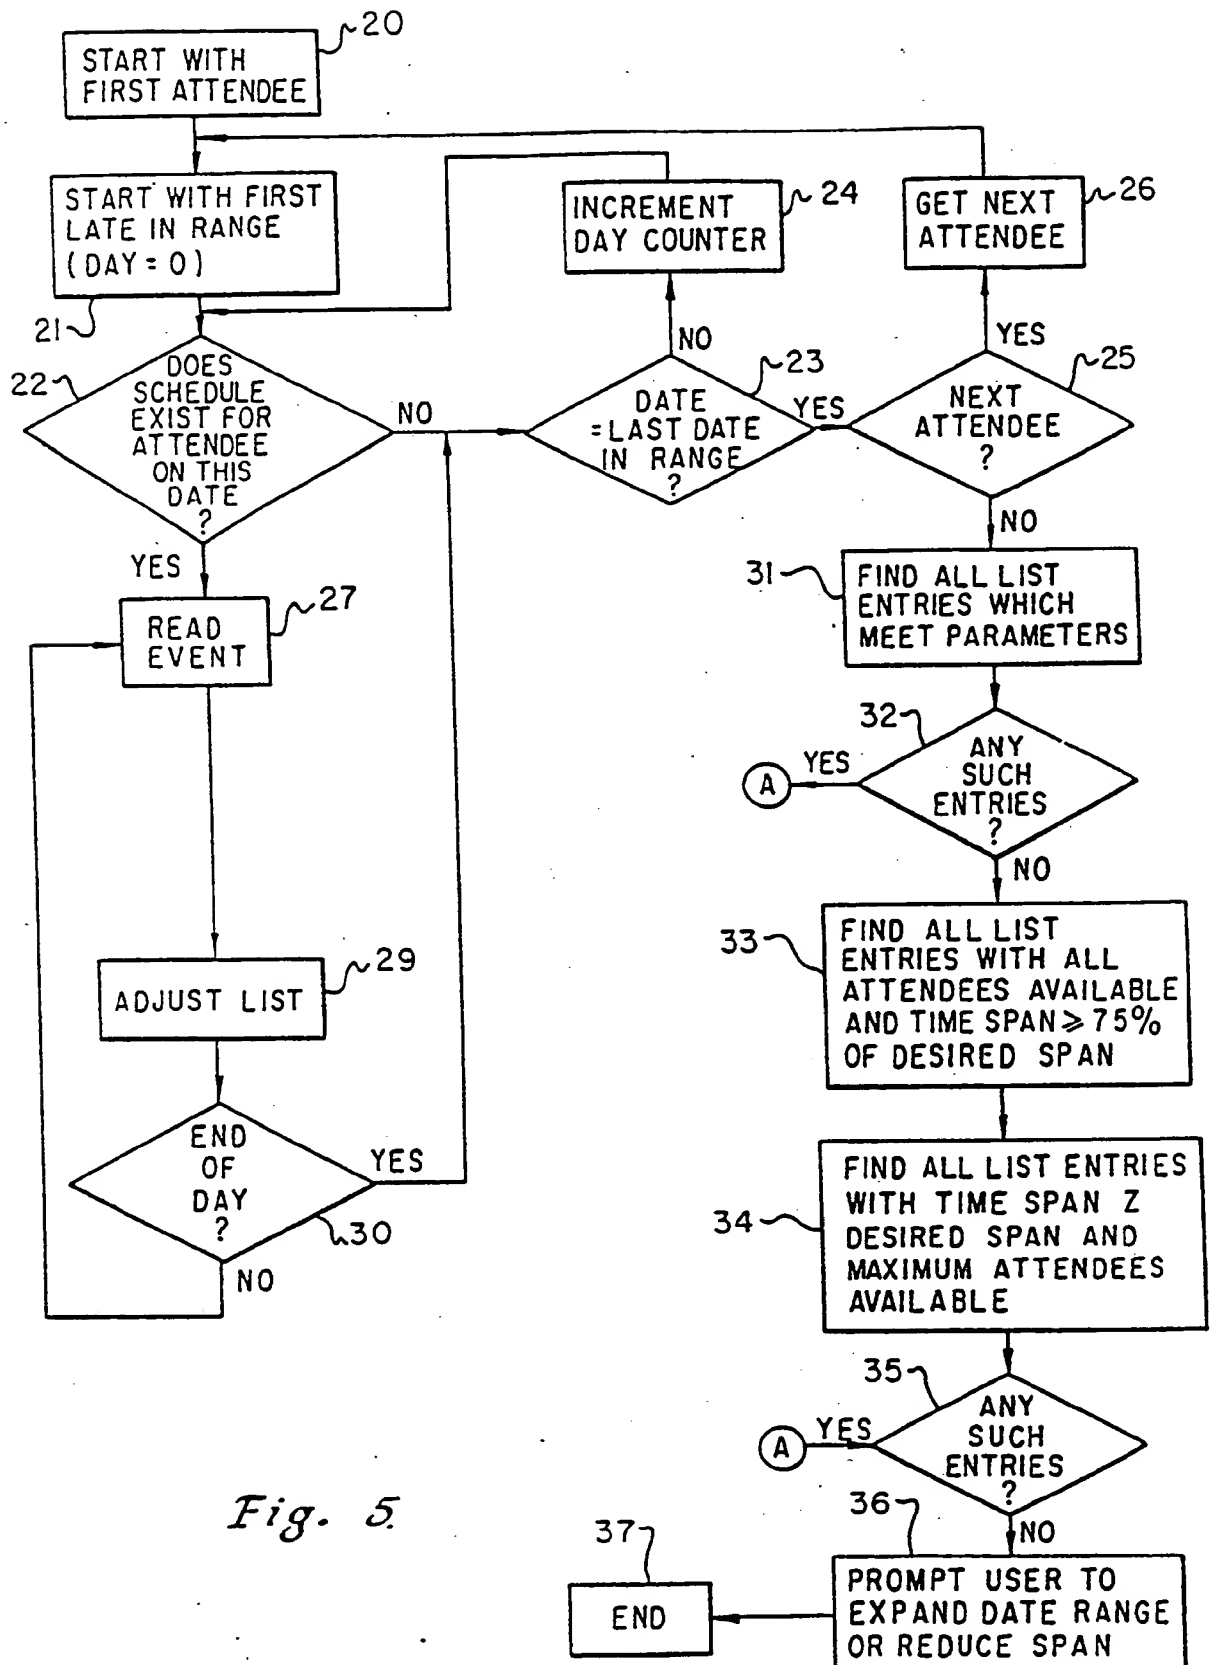 20
START WITH
FIRST ATTENDEE
START WITH FIRST
LATE IN RANGE
(DAY = 0)
21
INCREMENT
DAY COUNTER
24
GET NEXT
ATTENDEE
26
22
DOES
SCHEDULE
EXIST FOR
ATTENDEE
ON THIS
DATE
?
NO
YES
NO
DATE
=LAST DATE
IN RANGE
?
23
YES
YES
NEXT
ATTENDEE
?
25
NO
READ
EVENT
27
31
FIND ALL LIST
ENTRIES WHICH
MEET PARAMETERS
32
ANY
SUCH
ENTRIES
?
YES
A
NO
ADJUST LIST
29
33
FIND ALL LIST
ENTRIES WITH ALL
ATTENDEES AVAILABLE
AND TIME SPAN ⩾ 75%
OF DESIRED SPAN
END
OF
DAY
?
YES
30
NO
34
FIND ALL LIST ENTRIES
WITH TIME SPAN Z
DESIRED SPAN AND
MAXIMUM ATTENDEES
AVAILABLE
35
ANY
SUCH
ENTRIES
?
YES
A
NO
36
PROMPT USER TO
EXPAND DATE RANGE
OR REDUCE SPAN
37
END
Fig. 5.